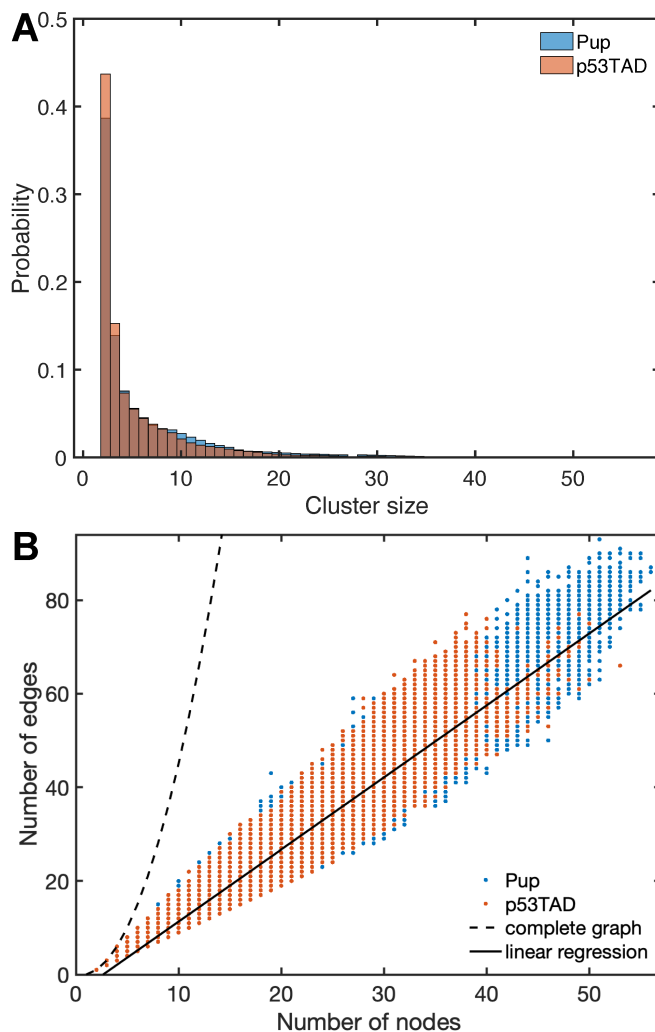 A
0.5
0.4
0.3
0.2
0.1
0
Probability
Pup
p53TAD
0 10 20 30 40 50
Cluster size
B
80
60
40
20
0
Number of edges
Pup
p53TAD
complete graph
linear regression
0 10 20 30 40 50
Number of nodes